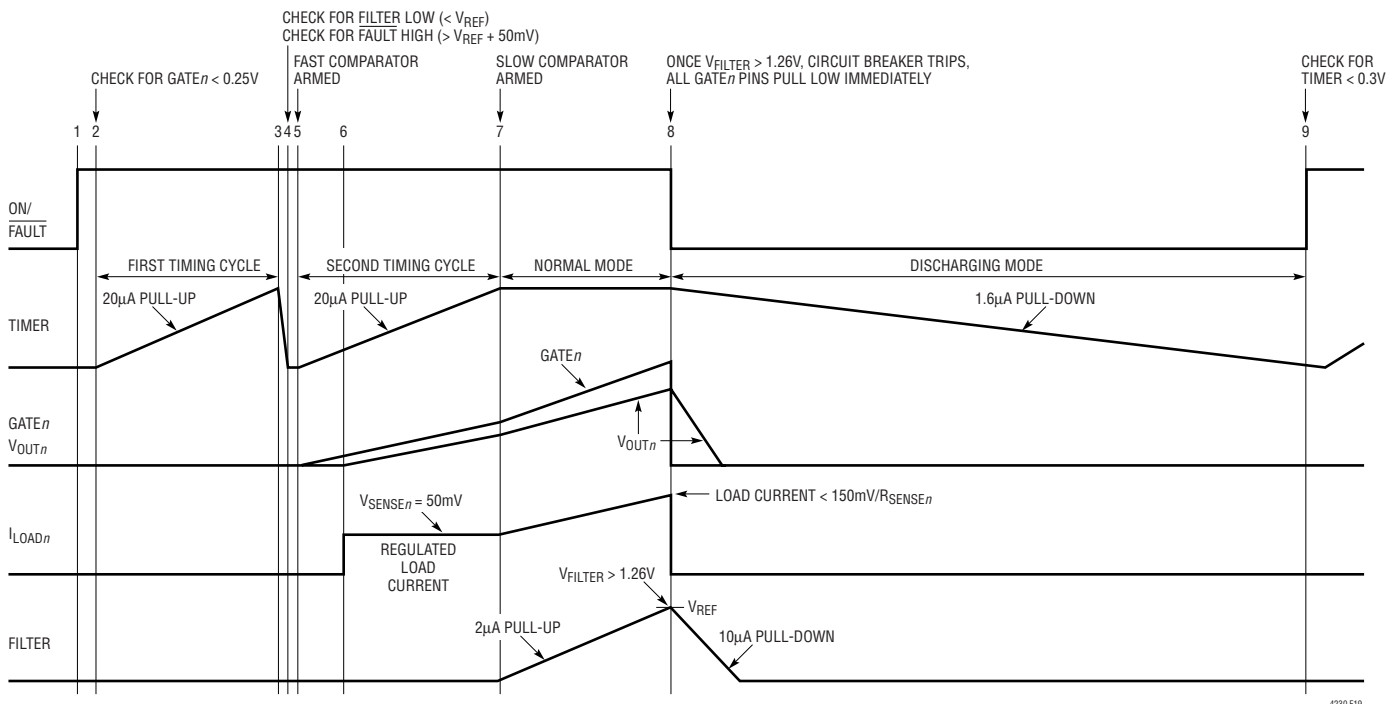 CHECK FOR FILTER LOW (< VREF)
CHECK FOR FAULT HIGH (> VREF + 50mV)
CHECK FOR GATEn < 0.25V
FAST COMPARATOR
ARMED
SLOW COMPARATOR
ARMED
ONCE VFILTER > 1.26V, CIRCUIT BREAKER TRIPS,
ALL GATEn PINS PULL LOW IMMEDIATELY
CHECK FOR
TIMER < 0.3V
1 2 3 4 5 6 7 8 9
ON/
FAULT
FIRST TIMING CYCLE
SECOND TIMING CYCLE
NORMAL MODE
DISCHARGING MODE
20µA PULL-UP
20µA PULL-UP
1.6µA PULL-DOWN
TIMER
GATEn
GATEn
VOUTn
VOUTn
VSENSEn = 50mV
LOAD CURRENT < 150mV/RSENSEn
ILOADn
REGULATED
LOAD
CURRENT
VFILTER > 1.26V
VREF
2µA PULL-UP
10µA PULL-DOWN
FILTER
4230 F19